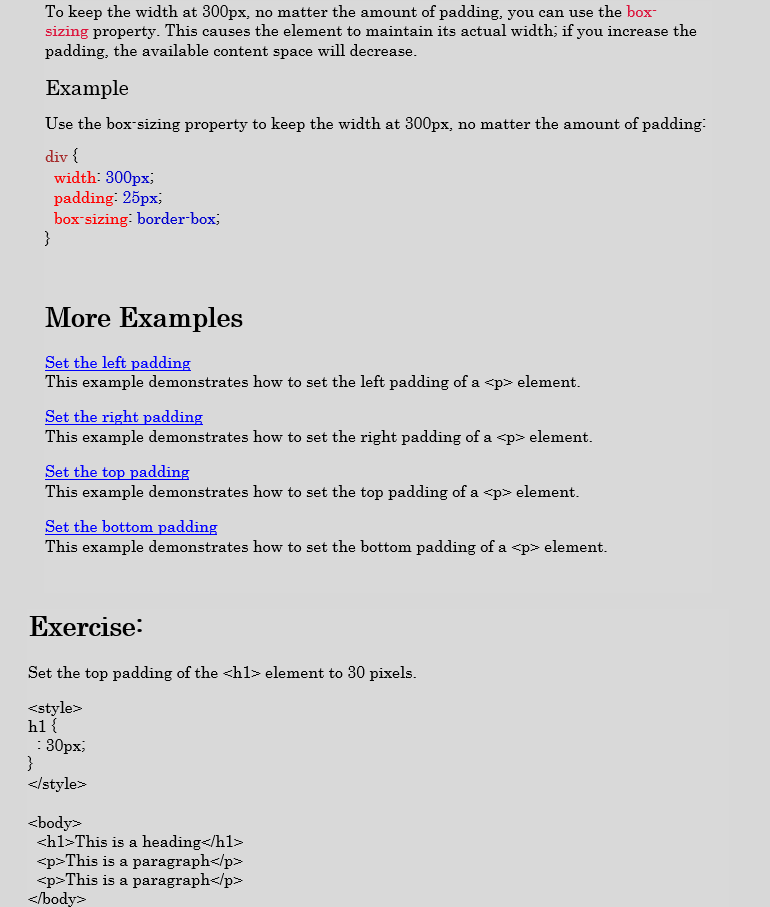 To keep the width at 300px, no matter the amount of padding, you can use the box-
sizing property. This causes the element to maintain its actual width; if you increase the
padding, the available content space will decrease.
Example
Use the box-sizing property to keep the width at 300px, no matter the amount of padding:
div {
  width: 300px;
  padding: 25px;
  box-sizing: border-box;
}
More Examples
Set the left padding
This example demonstrates how to set the left padding of a <p> element.
Set the right padding
This example demonstrates how to set the right padding of a <p> element.
Set the top padding
This example demonstrates how to set the top padding of a <p> element.
Set the bottom padding
This example demonstrates how to set the bottom padding of a <p> element.
Exercise:
Set the top padding of the <h1> element to 30 pixels.
<style>
h1 {
  : 30px;
}
</style>
<body>
  <h1>This is a heading</h1>
  <p>This is a paragraph</p>
  <p>This is a paragraph</p>
</body>